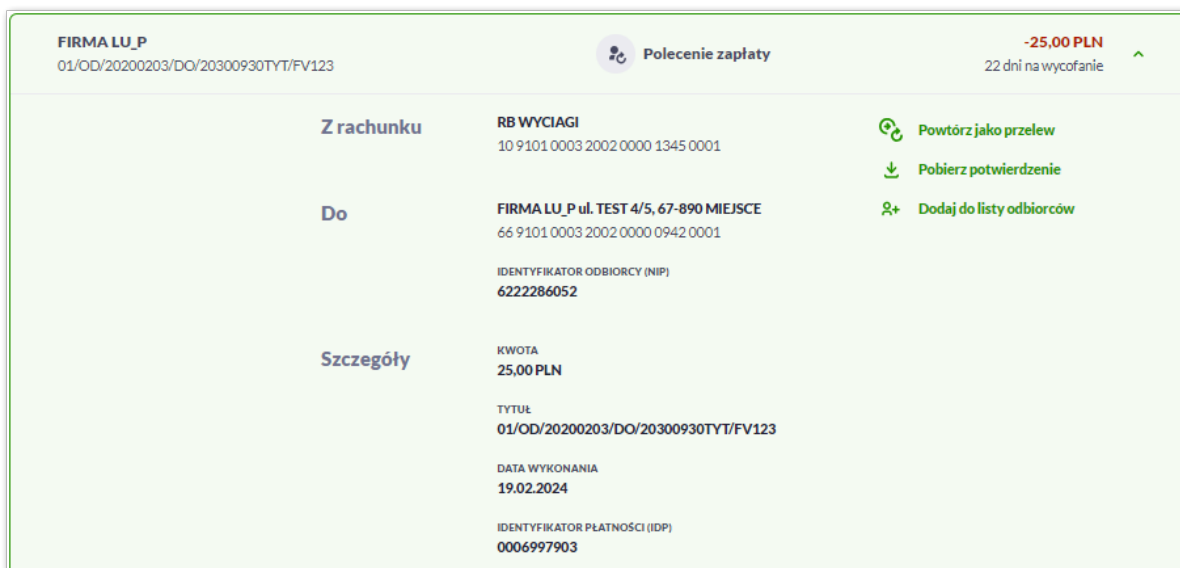 FIRMA LU_P
01/OD/20200203/DO/20300930TYT/FV123
Polecenie zapłaty
-25,00 PLN
22 dni na wycofanie
Z rachunku
RB WYCIAGI
10 9101 0003 2002 0000 1345 0001
Powtórz jako przelew
Pobierz potwierdzenie
Dodaj do listy odbiorców
Do
FIRMA LU_P ul. TEST 4/5, 67-890 MIEJSCE
66 9101 0003 2002 0000 0942 0001
IDENTYFIKATOR ODBIORCY (NIP)
6222286052
Szczegóły
KWOTA
25,00 PLN
TYTUŁ
01/OD/20200203/DO/20300930TYT/FV123
DATA WYKONANIA
19.02.2024
IDENTYFIKATOR PŁATNOŚCI (IDP)
0006997903